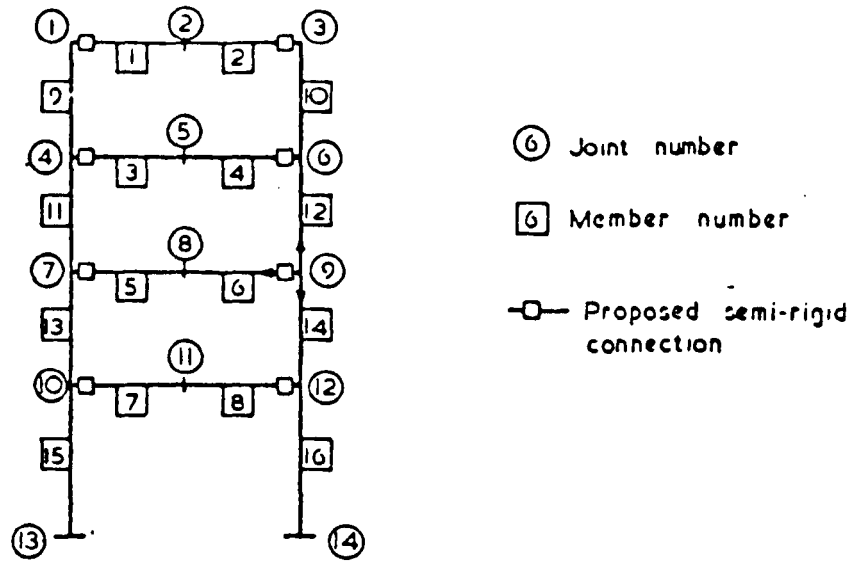 1 2 3
1 2
9 10
4 5 6
3 4
11 12
7 8 9
5 6
13 14
10 11 12
7 8
15 16
13 14
6 Joint number
6 Member number
Proposed semi-rigid
connection